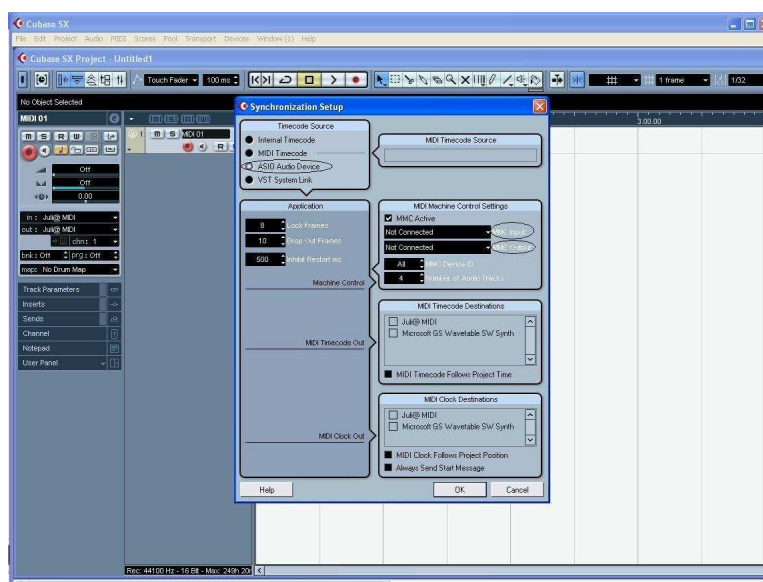 Cubase SX
File Edit Project Audio MIDI Scores Pool Transport Devices Window (1) Help
Cubase SX Project - Untitled1
Touch Fader 100 ms 1 frame 1/32
No Object Selected
MIDI 01
m S R W
Off
Off
0.00
in : Juli@ MIDI
out : Juli@ MIDI
chn: 1
bnk: Off prg: Off
map: No Drum Map
Track Parameters
Inserts
Sends
Channel
Notepad
User Panel
1 m S MIDI 01
R
3.00.00
Synchronization Setup
Timecode Source
Internal Timecode
MIDI Timecode
ASIO Audio Device
VST System Link
MIDI Timecode Source
Application
8 Lock Frames
10 Drop Out Frames
500 Inhibit Restart ms
Machine Control
MIDI Timecode Out
MIDI Clock Out
MIDI Machine Control Settings
MMC Active
Not Connected MMC Input
Not Connected MMC Output
All MMC Device ID
4 Number of Audio Tracks
MIDI Timecode Destinations
Juli@ MIDI
Microsoft GS Wavetable SW Synth
MIDI Timecode Follows Project Time
MIDI Clock Destinations
Juli@ MIDI
Microsoft GS Wavetable SW Synth
MIDI Clock Follows Project Position
Always Send Start Message
Help OK Cancel
Rec: 44100 Hz - 16 Bit - Max: 249h 20